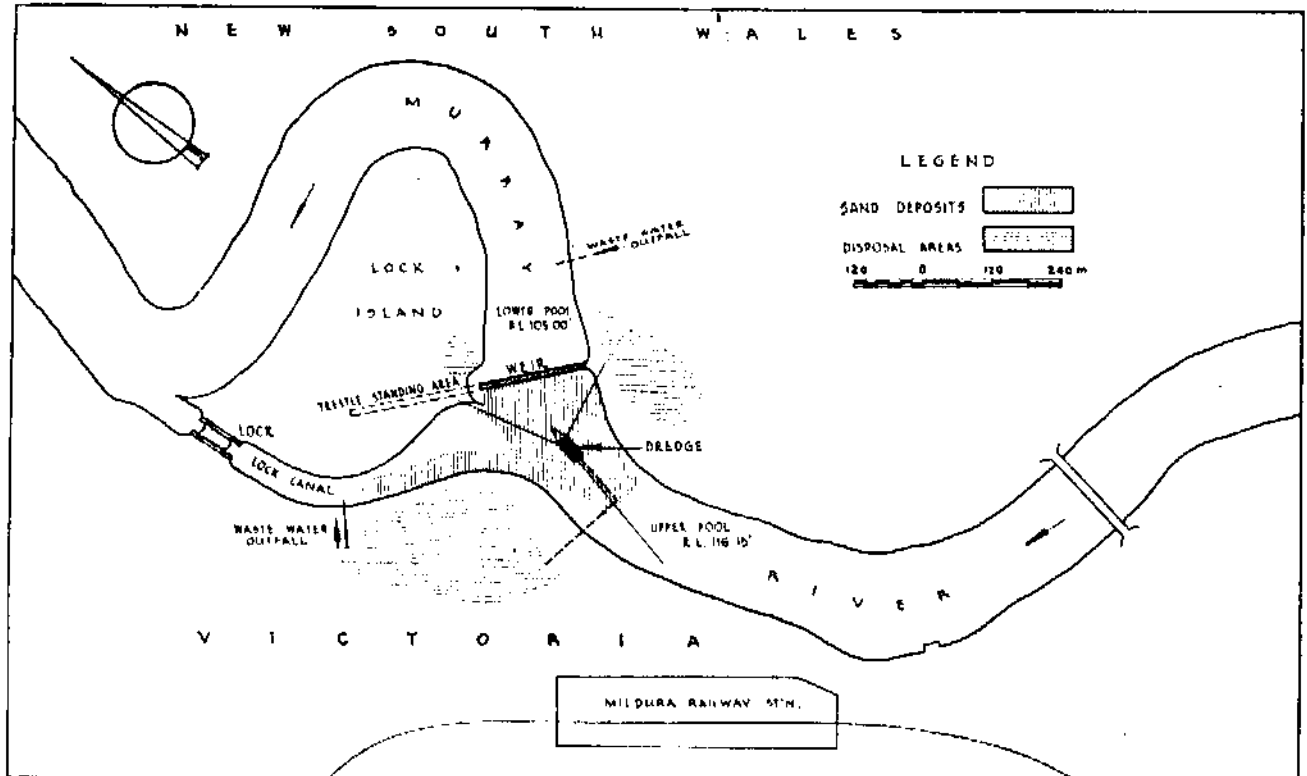 NEW SOUTH WALES
MURRAY
LEGEND
SAND DEPOSITS
DISPOSAL AREAS
120 0 120 240 m
WASTE WATER
OUTFALL
LOCK
ISLAND
LOWER POOL
R.L. 105.00'
WEIR
TRESTLE STANDING AREA
LOCK
LOCK CANAL
DREDGE
WASTE WATER
OUTFALL
UPPER POOL
R.L. 116.15'
RIVER
VICTORIA
MILDURA RAILWAY ST'N.